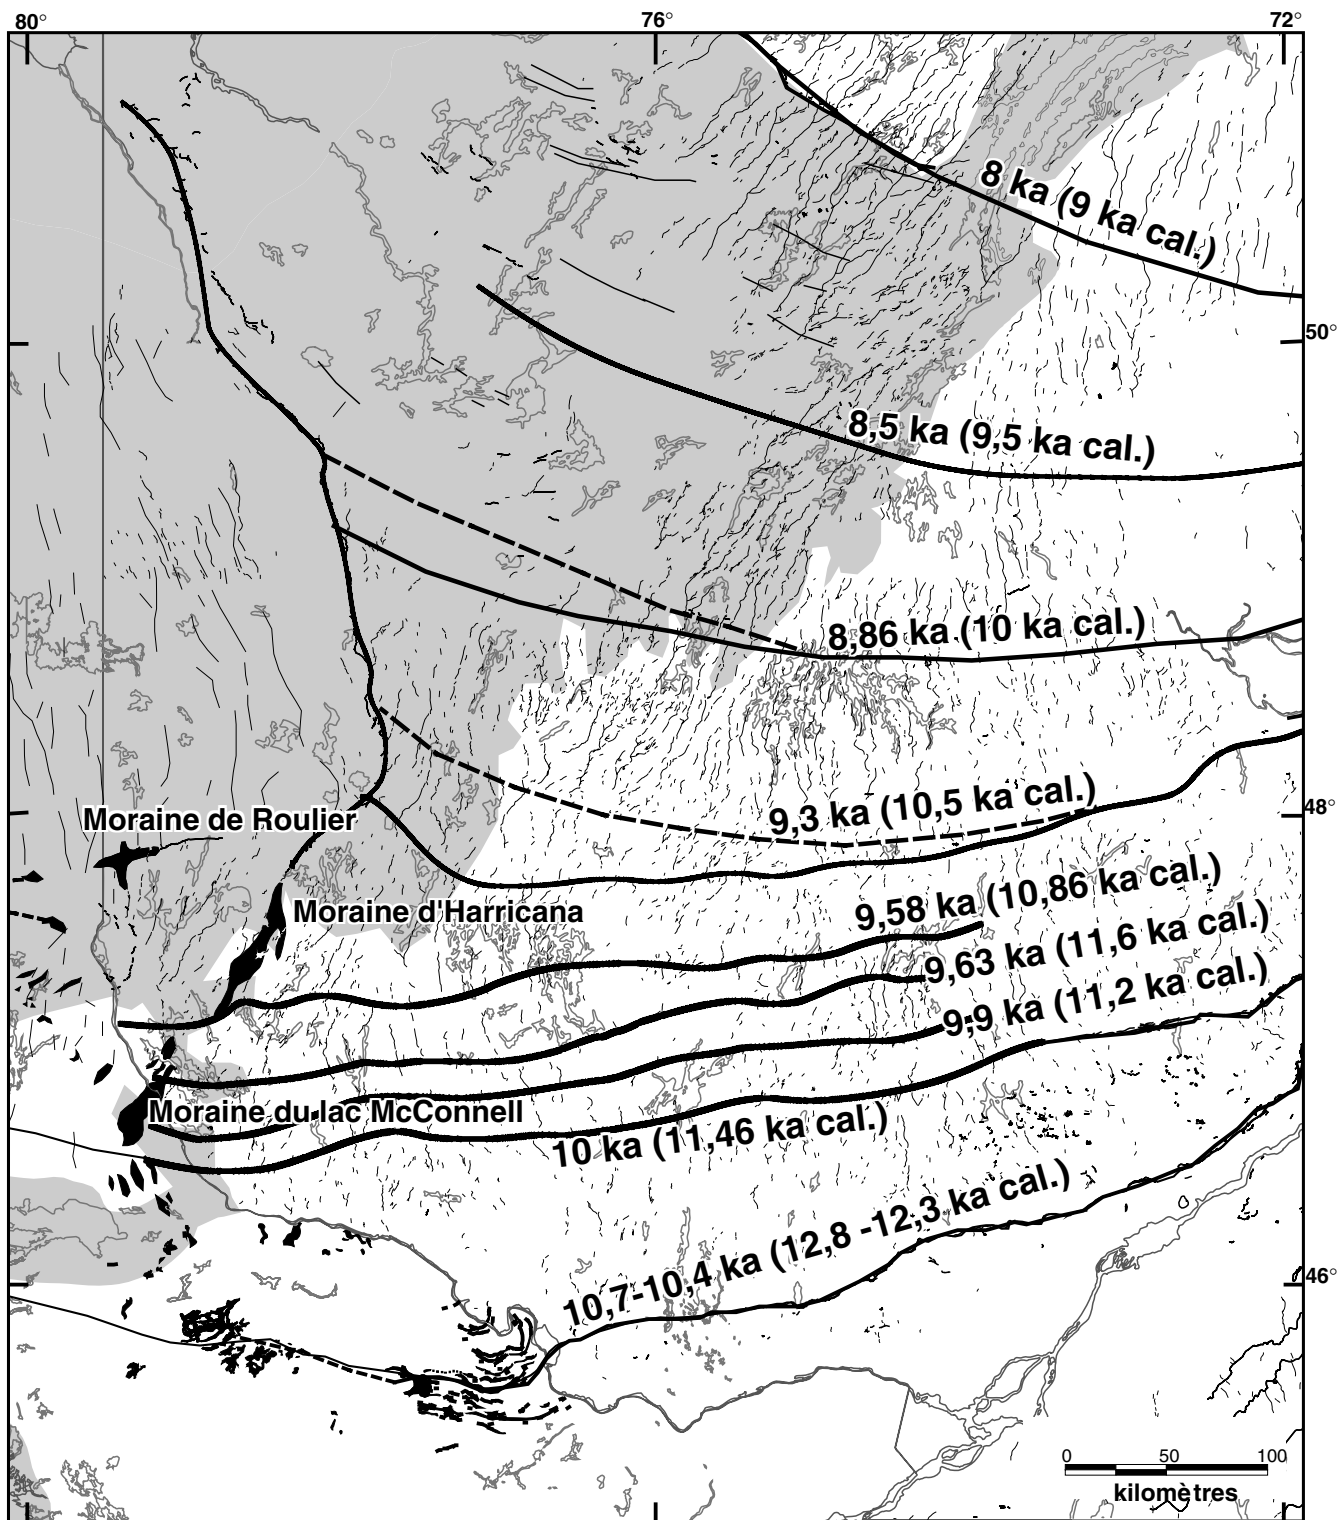 80°
76°
72°
8 ka (9 ka cal.)
50°
8,5 ka (9,5 ka cal.)
8,86 ka (10 ka cal.)
9,3 ka (10,5 ka cal.)
48°
Moraine de Roulier
9,58 ka (10,86 ka cal.)
Moraine d'Harricana
9,63 ka (11,6 ka cal.)
9,9 ka (11,2 ka cal.)
Moraine du lac McConnell
10 ka (11,46 ka cal.)
10,7-10,4 ka (12,8 -12,3 ka cal.)
46°
0 50 100
kilomètres